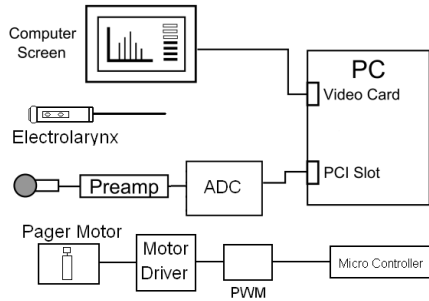 Computer
Screen
PC
Video Card
Electrolarynx
Preamp
ADC
PCI Slot
Pager Motor
Motor
Driver
PWM
Micro Controller